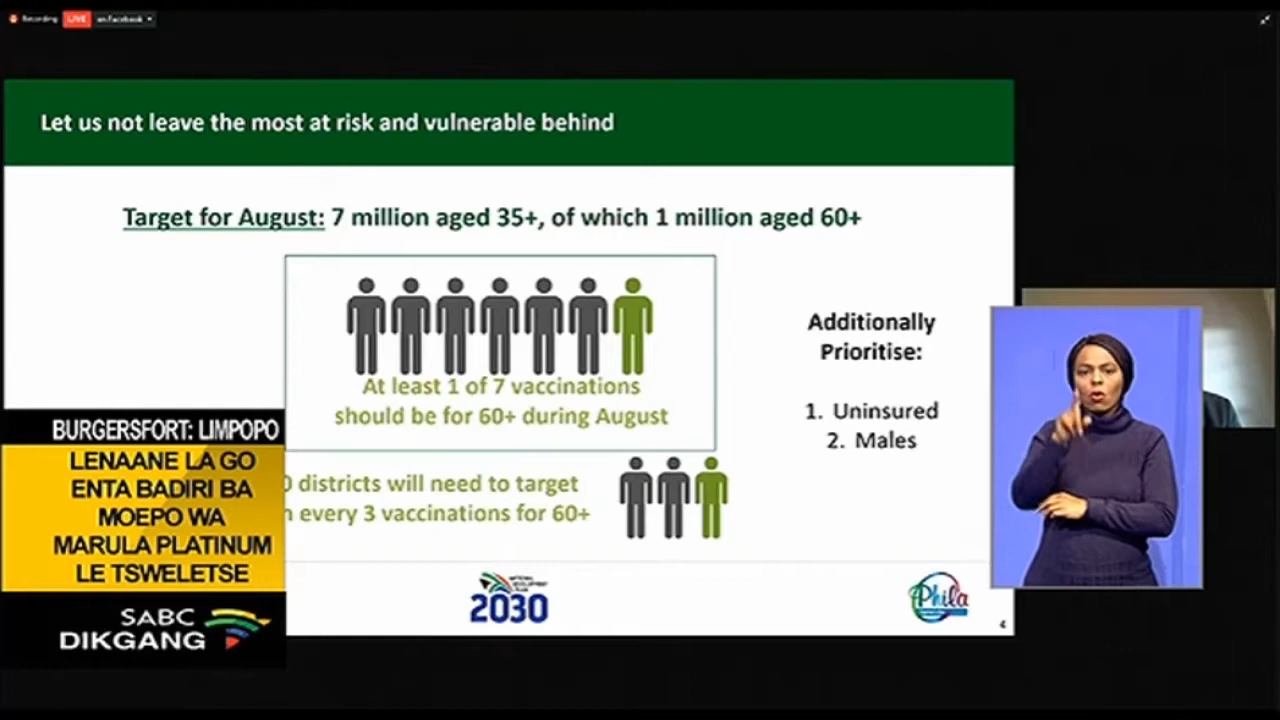 Recording
LIVE
on Facebook
Let us not leave the most at risk and vulnerable behind
Target for August: 7 million aged 35+, of which 1 million aged 60+
At least 1 of 7 vaccinations
should be for 60+ during August
Additionally
Prioritise:
1. Uninsured
2. Males
districts will need to target
every 3 vaccinations for 60+
BURGERSFORT: LIMPOPO
LENAANE LA GO
ENTA BADIRI BA
MOEPO WA
MARULA PLATINUM
LE TSWELETSE
SABC
DIKGANG
2030
Phila
4